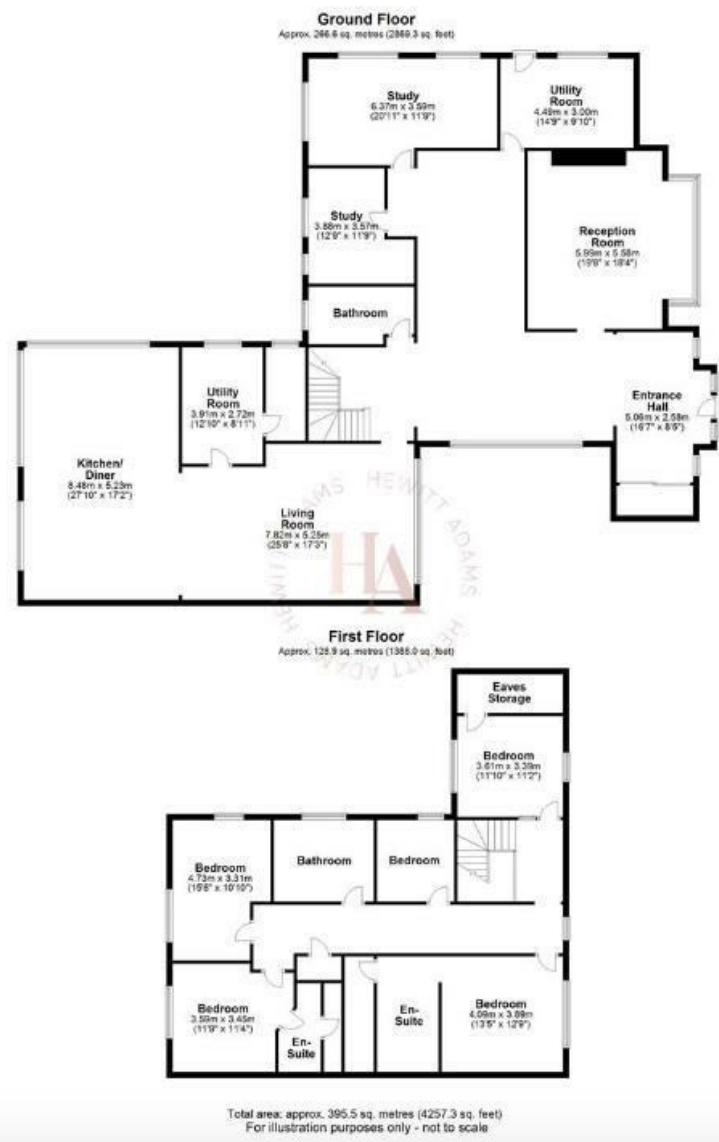 Ground Floor
Approx. 266.6 sq. metres (2869.3 sq. feet)
Study
6.37m x 3.59m
(20'11" x 11'9")
Utility
Room
4.49m x 3.00m
(14'9" x 9'10")
Study
3.88m x 3.57m
(12'9" x 11'9")
Reception
Room
5.99m x 5.58m
(19'8" x 18'4")
Bathroom
Utility
Room
3.91m x 2.72m
(12'10" x 8'11")
Entrance
Hall
5.06m x 2.58m
(16'7" x 8'5")
Kitchen/
Diner
8.48m x 5.23m
(27'10" x 17'2")
Living
Room
7.82m x 5.25m
(25'8" x 17'3")
HEWITT ADAMS HEWITT ADAMS HEWITT ADAMS
HA
First Floor
Approx. 128.9 sq. metres (1388.0 sq. feet)
Eaves
Storage
Bedroom
3.61m x 3.39m
(11'10" x 11'2")
Bedroom
4.73m x 3.31m
(15'6" x 10'10")
Bathroom
Bedroom
Bedroom
3.59m x 3.45m
(11'9" x 11'4")
En-
Suite
En-
Suite
Bedroom
4.09m x 3.89m
(13'5" x 12'9")
Total area: approx. 395.5 sq. metres (4257.3 sq. feet)
For illustration purposes only - not to scale